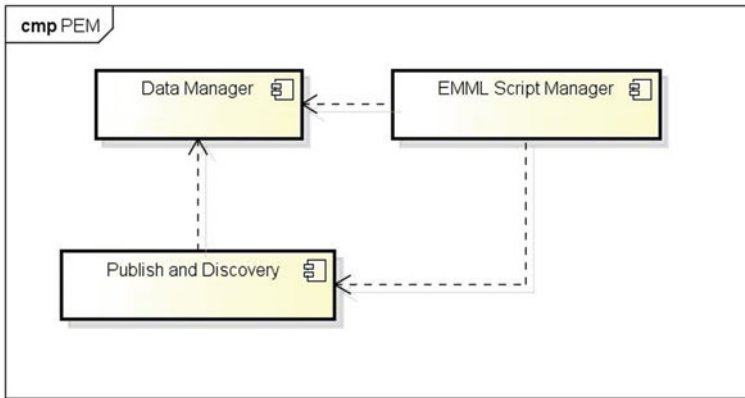 cmp PEM
Data Manager
EMML Script Manager
Publish and Discovery